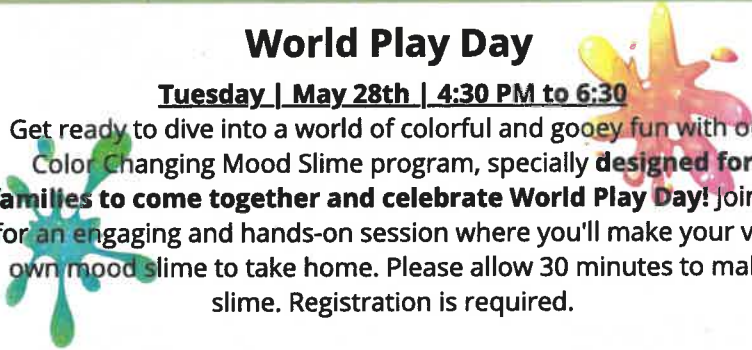 World Play Day
Tuesday | May 28th | 4:30 PM to 6:30
Get ready to dive into a world of colorful and gooey fun with
Color Changing Mood Slime program, specially designed for
families to come together and celebrate World Play Day! Join
for an engaging and hands-on session where you'll make your
own mood slime to take home. Please allow 30 minutes to
slime. Registration is required.